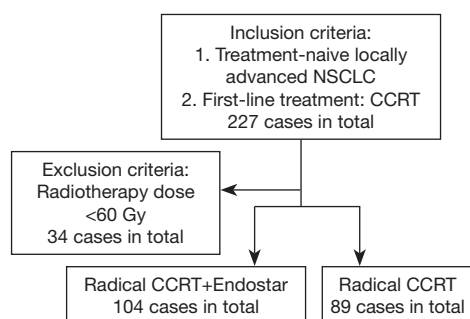 Inclusion criteria:
1. Treatment-naive locally
advanced NSCLC
2. First-line treatment: CCRT
227 cases in total
Exclusion criteria:
Radiotherapy dose
<60 Gy
34 cases in total
Radical CCRT+Endostar
104 cases in total
Radical CCRT
89 cases in total